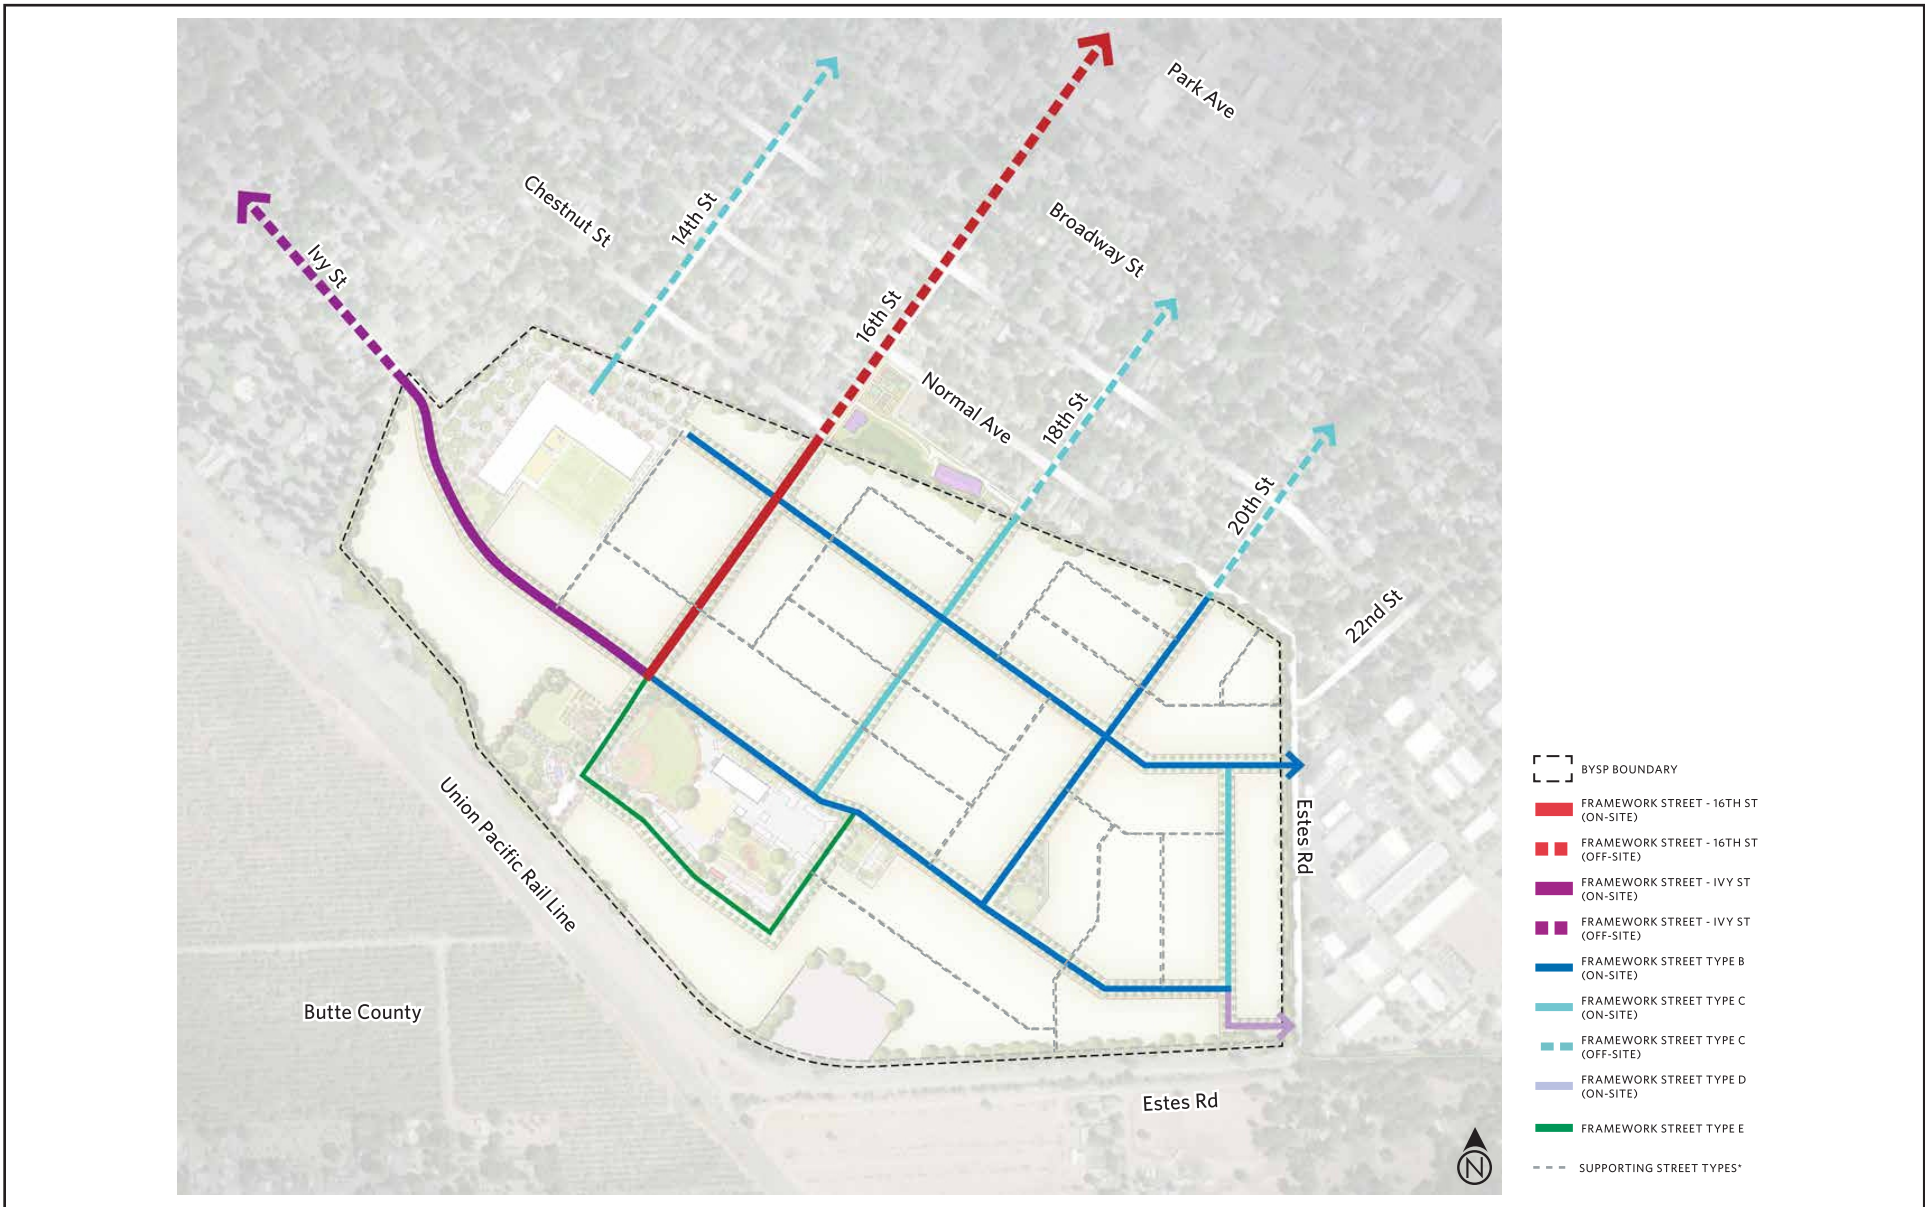 Park Ave
Chestnut St
14th St
Broadway St
Ivy St
16th St
Normal Ave
18th St
20th St
22nd St
Union Pacific Rail Line
Estes Rd
Butte County
Estes Rd
N
BYSP BOUNDARY
FRAMEWORK STREET - 16TH ST
(ON-SITE)
FRAMEWORK STREET - 16TH ST
(OFF-SITE)
FRAMEWORK STREET - IVY ST
(ON-SITE)
FRAMEWORK STREET - IVY ST
(OFF-SITE)
FRAMEWORK STREET TYPE B
(ON-SITE)
FRAMEWORK STREET TYPE C
(ON-SITE)
FRAMEWORK STREET TYPE C
(OFF-SITE)
FRAMEWORK STREET TYPE D
(ON-SITE)
FRAMEWORK STREET TYPE E
SUPPORTING STREET TYPES*